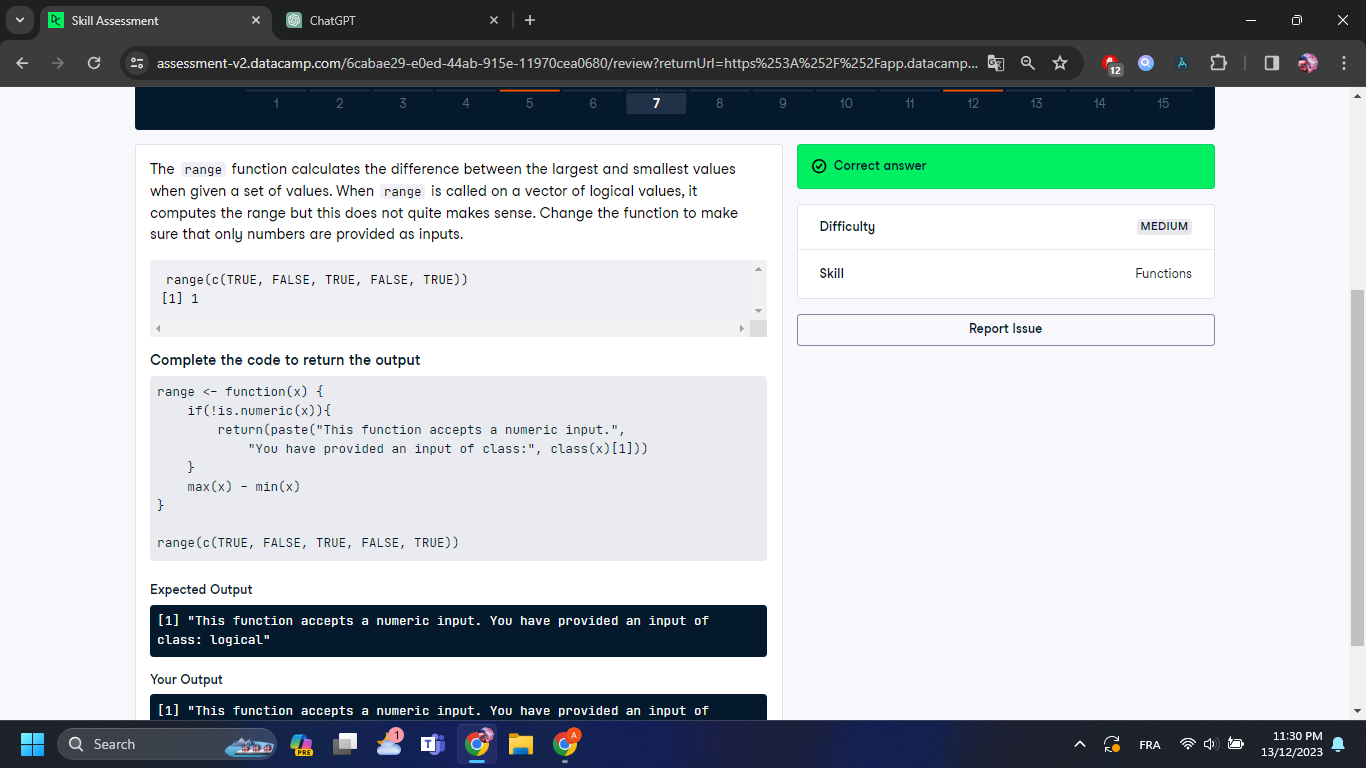 Skill Assessment
ChatGPT
assessment-v2.datacamp.com/6cabae29-e0ed-44ab-915e-11970cea0680/review?returnUrl=https%253A%252F%252Fapp.datacamp...
12
1 2 3 4 5 6 7 8 9 10 11 12 13 14 15
The range function calculates the difference between the largest and smallest values
when given a set of values. When range is called on a vector of logical values, it
computes the range but this does not quite makes sense. Change the function to make
sure that only numbers are provided as inputs.
range(c(TRUE, FALSE, TRUE, FALSE, TRUE))
[1] 1
Complete the code to return the output
range <- function(x) {
    if(!is.numeric(x)){
        return(paste("This function accepts a numeric input.",
            "You have provided an input of class:", class(x)[1]))
    }
    max(x) - min(x)
}
range(c(TRUE, FALSE, TRUE, FALSE, TRUE))
Expected Output
[1] "This function accepts a numeric input. You have provided an input of
class: logical"
Your Output
[1] "This function accepts a numeric input. You have provided an input of
Correct answer
Difficulty MEDIUM
Skill Functions
Report Issue
Search
PRE
1
A
FRA
11:30 PM
13/12/2023